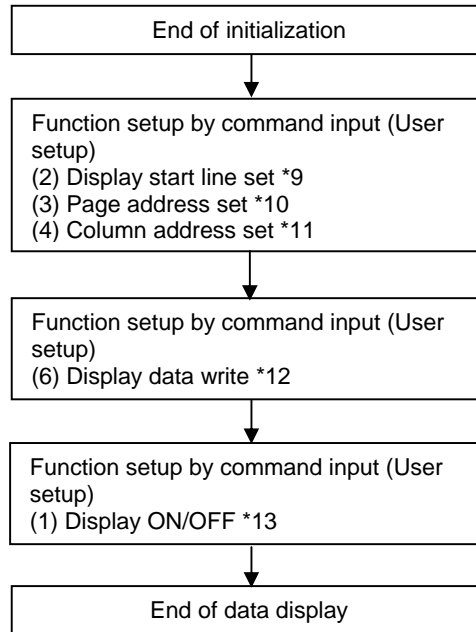 End of initialization
Function setup by command input (User
setup)
(2) Display start line set *9
(3) Page address set *10
(4) Column address set *11
Function setup by command input (User
setup)
(6) Display data write *12
Function setup by command input (User
setup)
(1) Display ON/OFF *13
End of data display